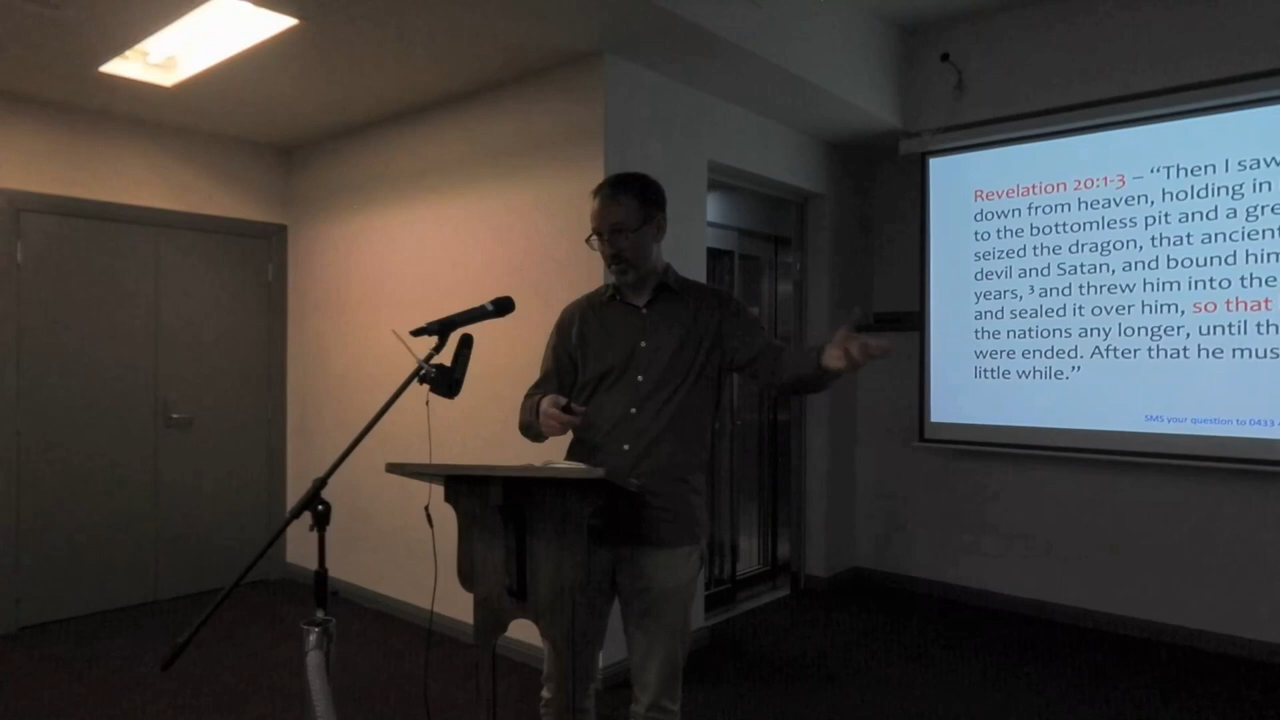 Revelation 20:1-3 – “Then I saw
down from heaven, holding in
to the bottomless pit and a gre
seized the dragon, that ancient
devil and Satan, and bound him
years, ³ and threw him into the
and sealed it over him, so that
the nations any longer, until th
were ended. After that he mus
little while.”
SMS your question to 0433